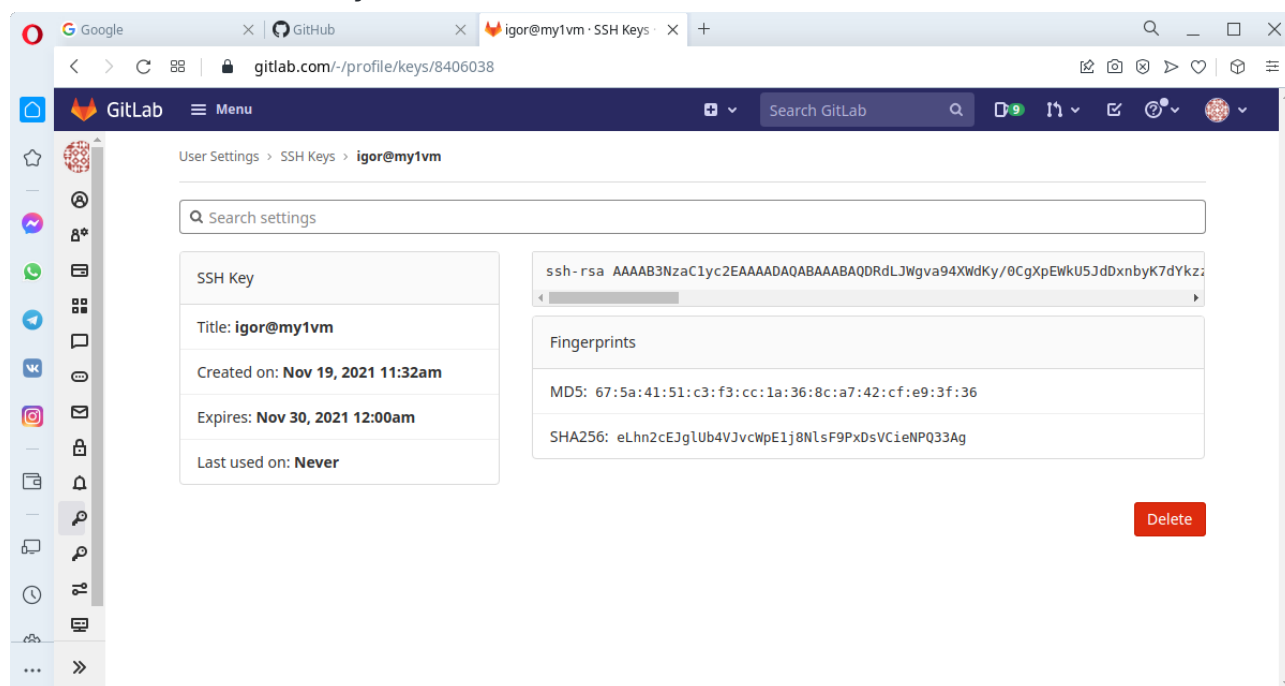 Google
GitHub
igor@my1vm · SSH Keys ·
gitlab.com/-/profile/keys/8406038
GitLab
Menu
Search GitLab
9
User Settings > SSH Keys > igor@my1vm
Search settings
SSH Key
Title: igor@my1vm
Created on: Nov 19, 2021 11:32am
Expires: Nov 30, 2021 12:00am
Last used on: Never
ssh-rsa AAAAB3NzaC1yc2EAAAADAQABAAABAQDRdLJWgva94XWdKy/0CgXpEWkU5JdDxnbyK7dYkzz
Fingerprints
MD5: 67:5a:41:51:c3:f3:cc:1a:36:8c:a7:42:cf:e9:3f:36
SHA256: eLhn2cEJglUb4VJvcWpE1j8NlsF9PxDsVCieNPQ33Ag
Delete